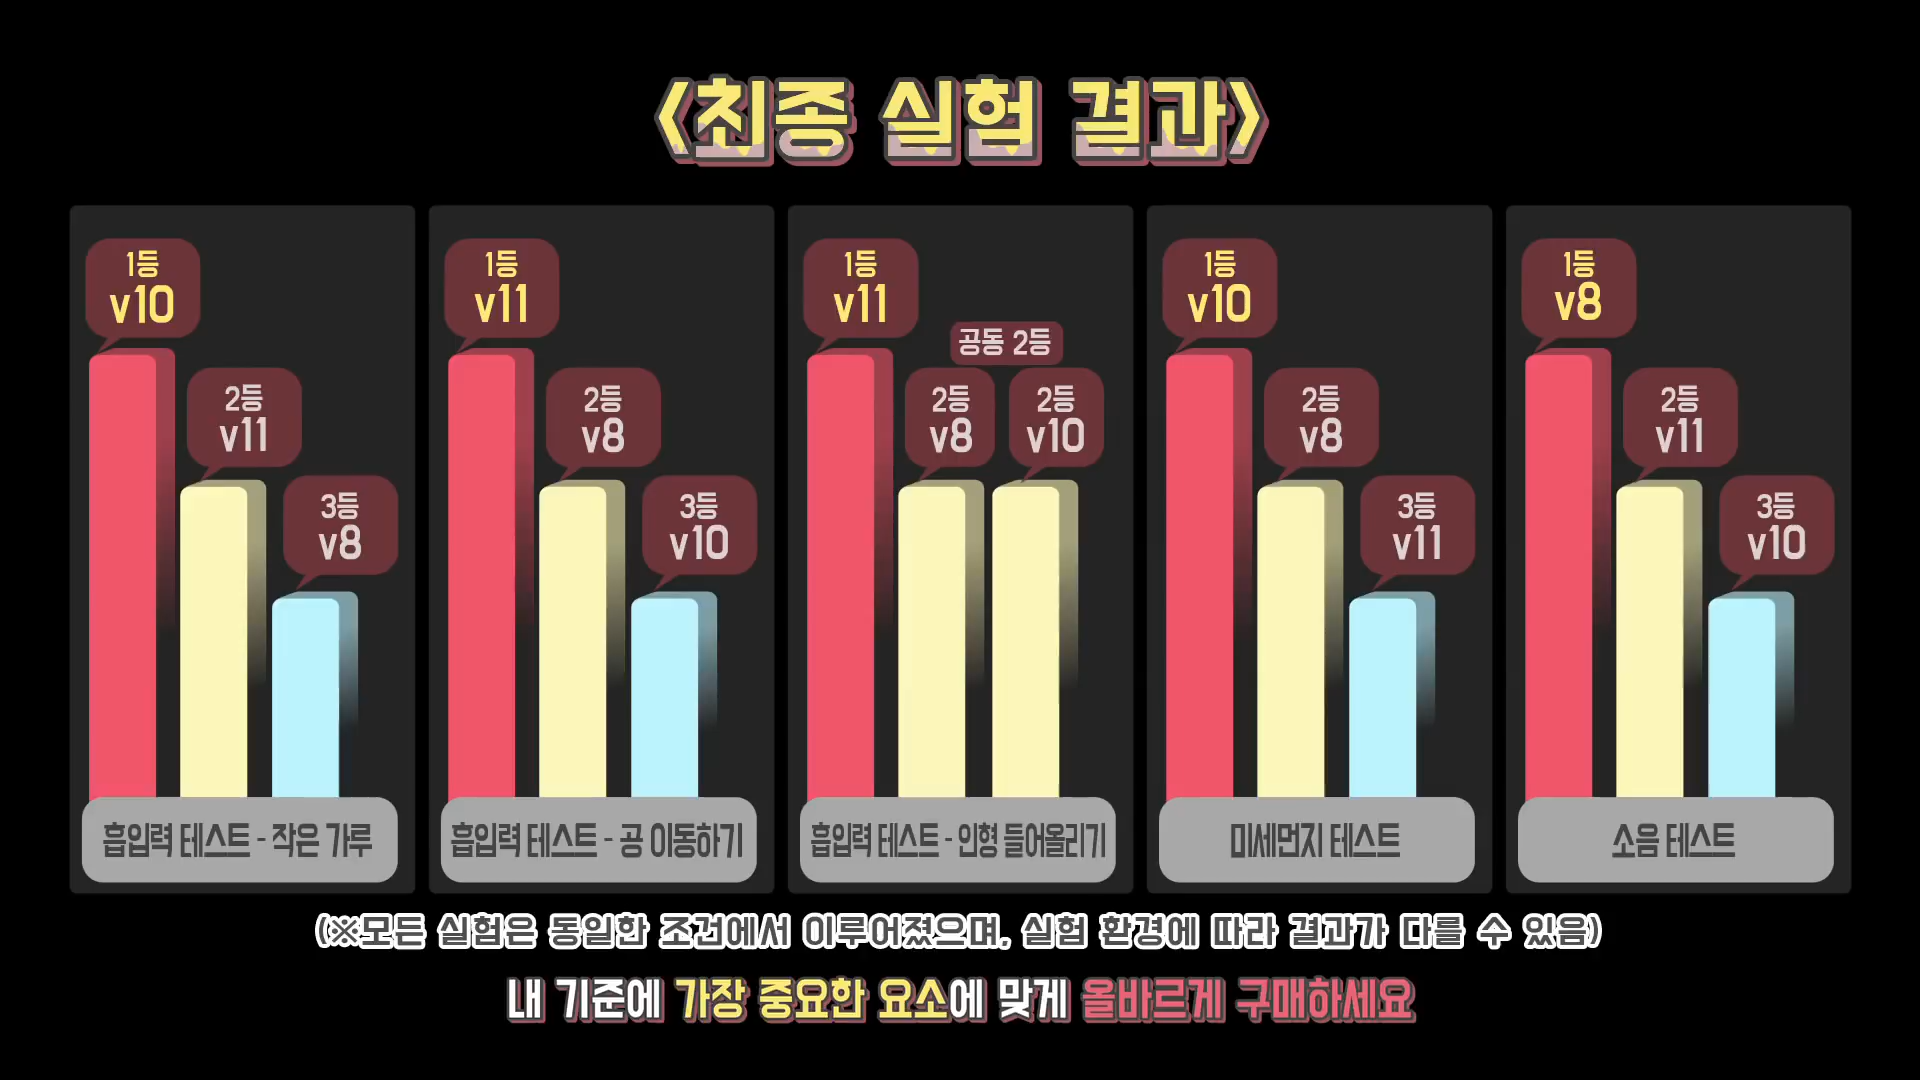 <최종 실험 결과>
1등
v10
2등
v11
3등
v8
흡입력 테스트 - 작은 가루
1등
v11
2등
v8
3등
v10
흡입력 테스트 - 공 이동하기
1등
v11
공동 2등
2등
v8
2등
v10
흡입력 테스트 - 인형 들어올리기
1등
v10
2등
v8
3등
v11
미세먼지 테스트
1등
v8
2등
v11
3등
v10
소음 테스트
(※모든 실험은 동일한 조건에서 이루어졌으며, 실험 환경에 따라 결과가 다를 수 있음)
내 기준에 가장 중요한 요소에 맞게 올바르게 구매하세요